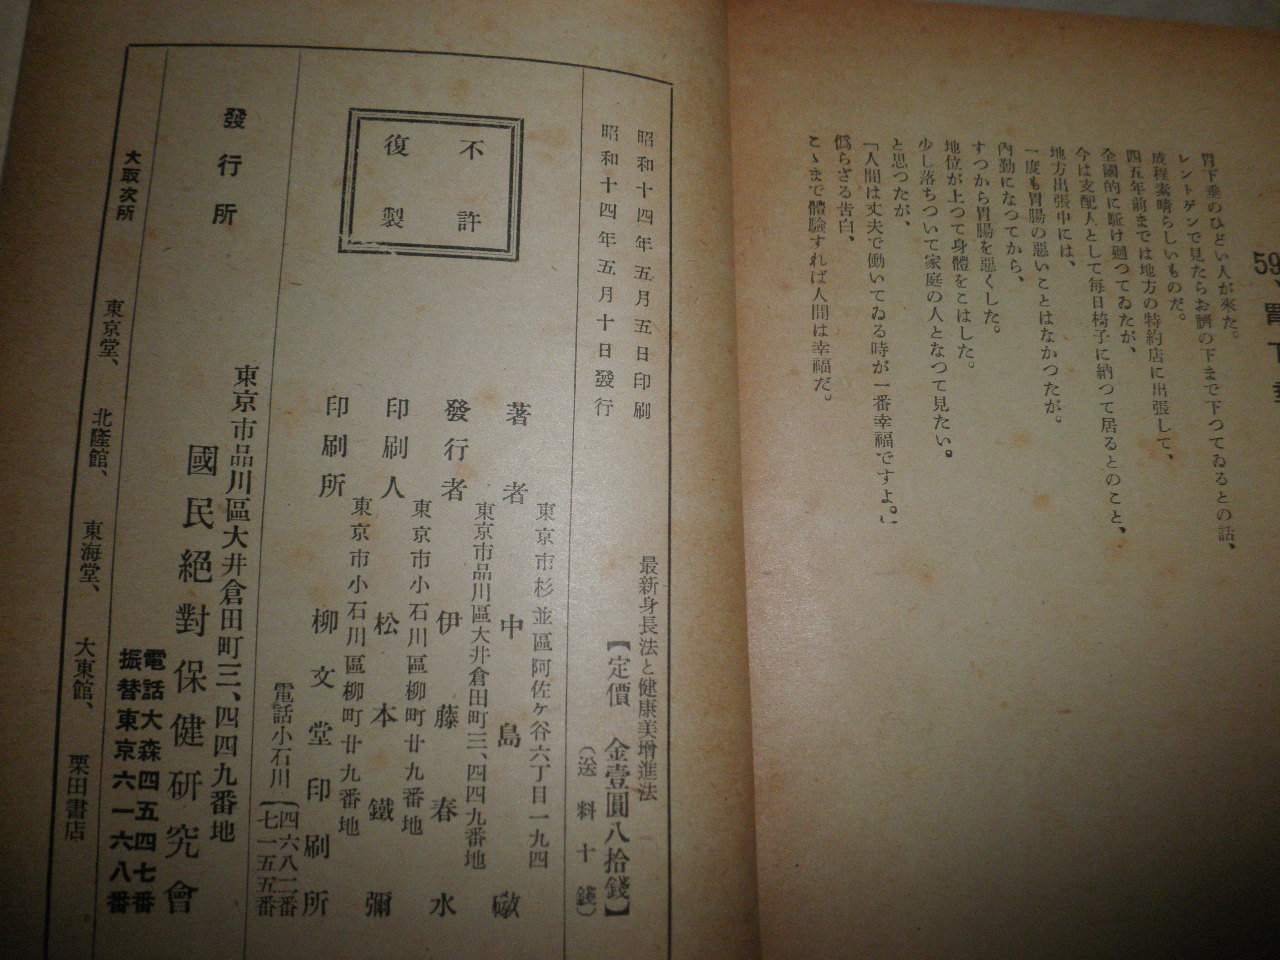 59、胃下垂
胃下垂のひどい人が來た。
レントゲンで見たらお臍の下まで下つてゐるとの話、
成程素晴らしいものだ。
四五年前までは地方の特約店に出張して、
全國的に駈け廻つてゐたが、
今は支配人として毎日椅子に納つて居るとのこと、
地方出張中には、
一度も胃腸の惡いことはなかつたが。
内勤になつてから、
すつから胃腸を惡くした。
地位が上つて身體をこはした。
少し落ちついて家庭の人となつて見たい。
と思つたが、
「人間は丈夫で働いてゐる時が一番幸福ですよ。」
僞らざる告白、
こゝまで體驗すれば人間は幸福だ。
昭和十四年五月五日印刷
昭和十四年五月十日發行
最新身長法と健康美增進法
【定價 金壹圓八拾錢】
(送料十錢)
不許
復製
東京市杉並區阿佐ヶ谷六丁目一九四
著者 中島 敬
東京市品川區大井倉田町三、四四九番地
發行者 伊藤春水
東京市小石川區柳町廿九番地
印刷人 松本鐵彌
東京市小石川區柳町廿九番地
印刷所 柳文堂印刷所
電話小石川(四六八二番
七一五五番
發行所
東京市品川區大井倉田町三、四四九番地
國民絕對保健研究會
電話大森四五四七番
振替東京六一六八番
大取次所 東京堂、北隆館、東海堂、大東館、栗田書店